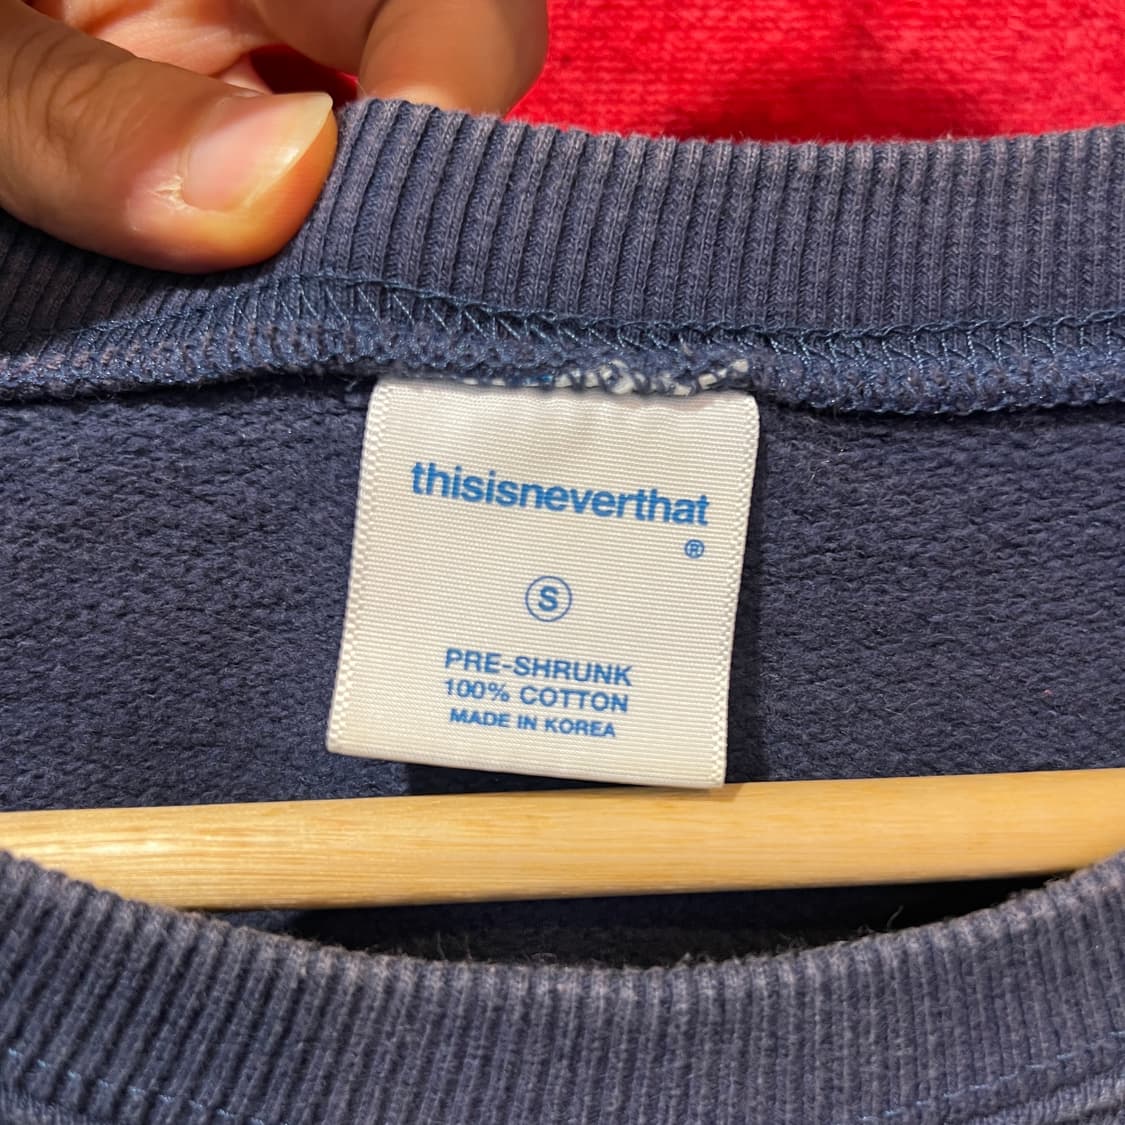 thisisneverthat
®
S
PRE-SHRUNK
100% COTTON
MADE IN KOREA